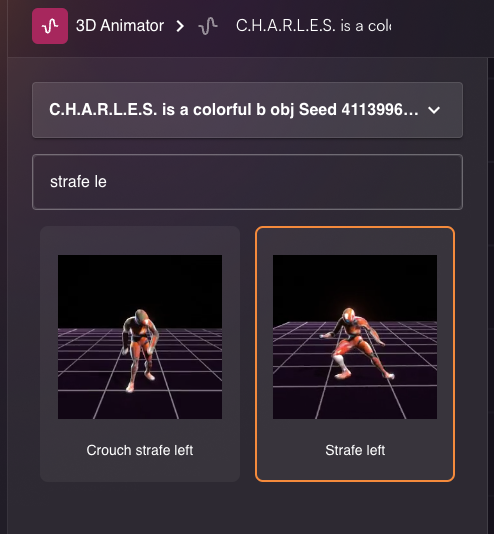 3D Animator > C.H.A.R.L.E.S. is a colo
C.H.A.R.L.E.S. is a colorful b obj Seed 4113996...
strafe le
Crouch strafe left
Strafe left